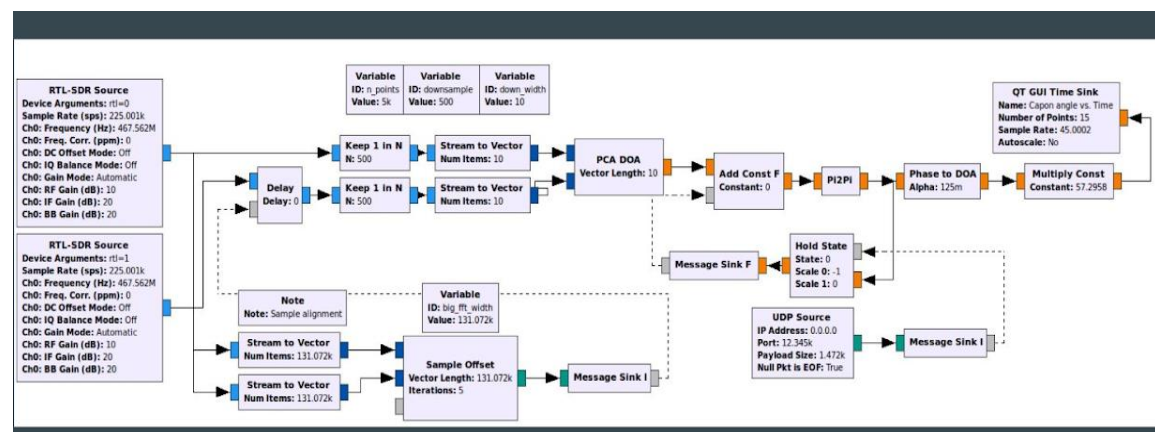 RTL-SDR Source
Device Arguments: rtl=0
Sample Rate (sps): 225.001k
Ch0: Frequency (Hz): 467.562M
Ch0: Freq. Corr. (ppm): 0
Ch0: DC Offset Mode: Off
Ch0: IQ Balance Mode: Off
Ch0: Gain Mode: Automatic
Ch0: RF Gain (dB): 10
Ch0: IF Gain (dB): 20
Ch0: BB Gain (dB): 20
RTL-SDR Source
Device Arguments: rtl=1
Sample Rate (sps): 225.001k
Ch0: Frequency (Hz): 467.562M
Ch0: Freq. Corr. (ppm): 0
Ch0: DC Offset Mode: Off
Ch0: IQ Balance Mode: Off
Ch0: Gain Mode: Automatic
Ch0: RF Gain (dB): 10
Ch0: IF Gain (dB): 20
Ch0: BB Gain (dB): 20
Variable
ID: n_points
Value: 5k
Variable
ID: downsample
Value: 500
Variable
ID: down_width
Value: 10
Delay
Delay: 0
Keep 1 in N
N: 500
Stream to Vector
Num Items: 10
Keep 1 in N
N: 500
Stream to Vector
Num Items: 10
PCA DOA
Vector Length: 10
Add Const F
Constant: 0
Pi2Pi
Phase to DOA
Alpha: 125m
Multiply Const
Constant: 57.2958
QT GUI Time Sink
Name: Capon angle vs. Time
Number of Points: 15
Sample Rate: 45.0002
Autoscale: No
Message Sink F
Hold State
State: 0
Scale 0: -1
Scale 1: 0
Note
Note: Sample alignment
Variable
ID: big_fft_width
Value: 131.072k
Stream to Vector
Num Items: 131.072k
Stream to Vector
Num Items: 131.072k
Sample Offset
Vector Length: 131.072k
Iterations: 5
Message Sink I
UDP Source
IP Address: 0.0.0.0
Port: 12.345k
Payload Size: 1.472k
Null Pkt is EOF: True
Message Sink I